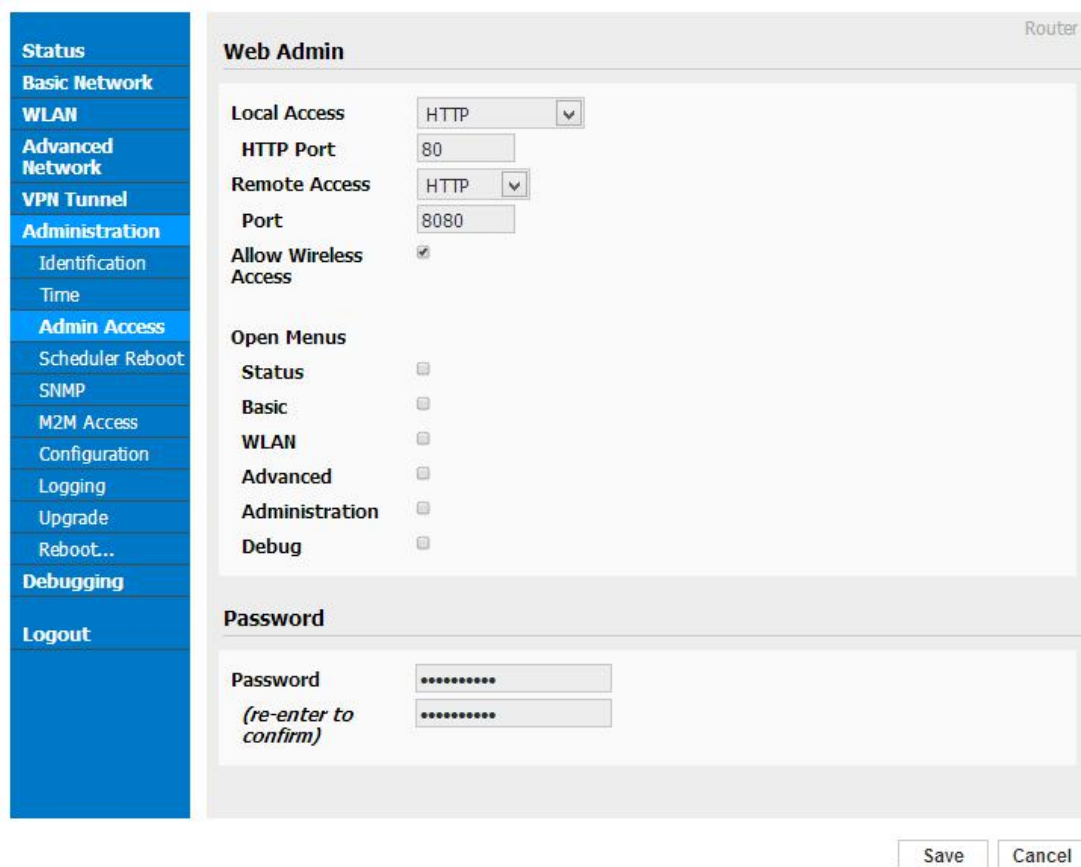 Router
Status
Basic Network
WLAN
Advanced
Network
VPN Tunnel
Administration
Identification
Time
Admin Access
Scheduler Reboot
SNMP
M2M Access
Configuration
Logging
Upgrade
Reboot...
Debugging
Logout
Web Admin
Local Access HTTP
HTTP Port 80
Remote Access HTTP
Port 8080
Allow Wireless
Access
Open Menus
Status
Basic
WLAN
Advanced
Administration
Debug
Password
Password ••••••••••
(re-enter to ••••••••••
confirm)
Save Cancel